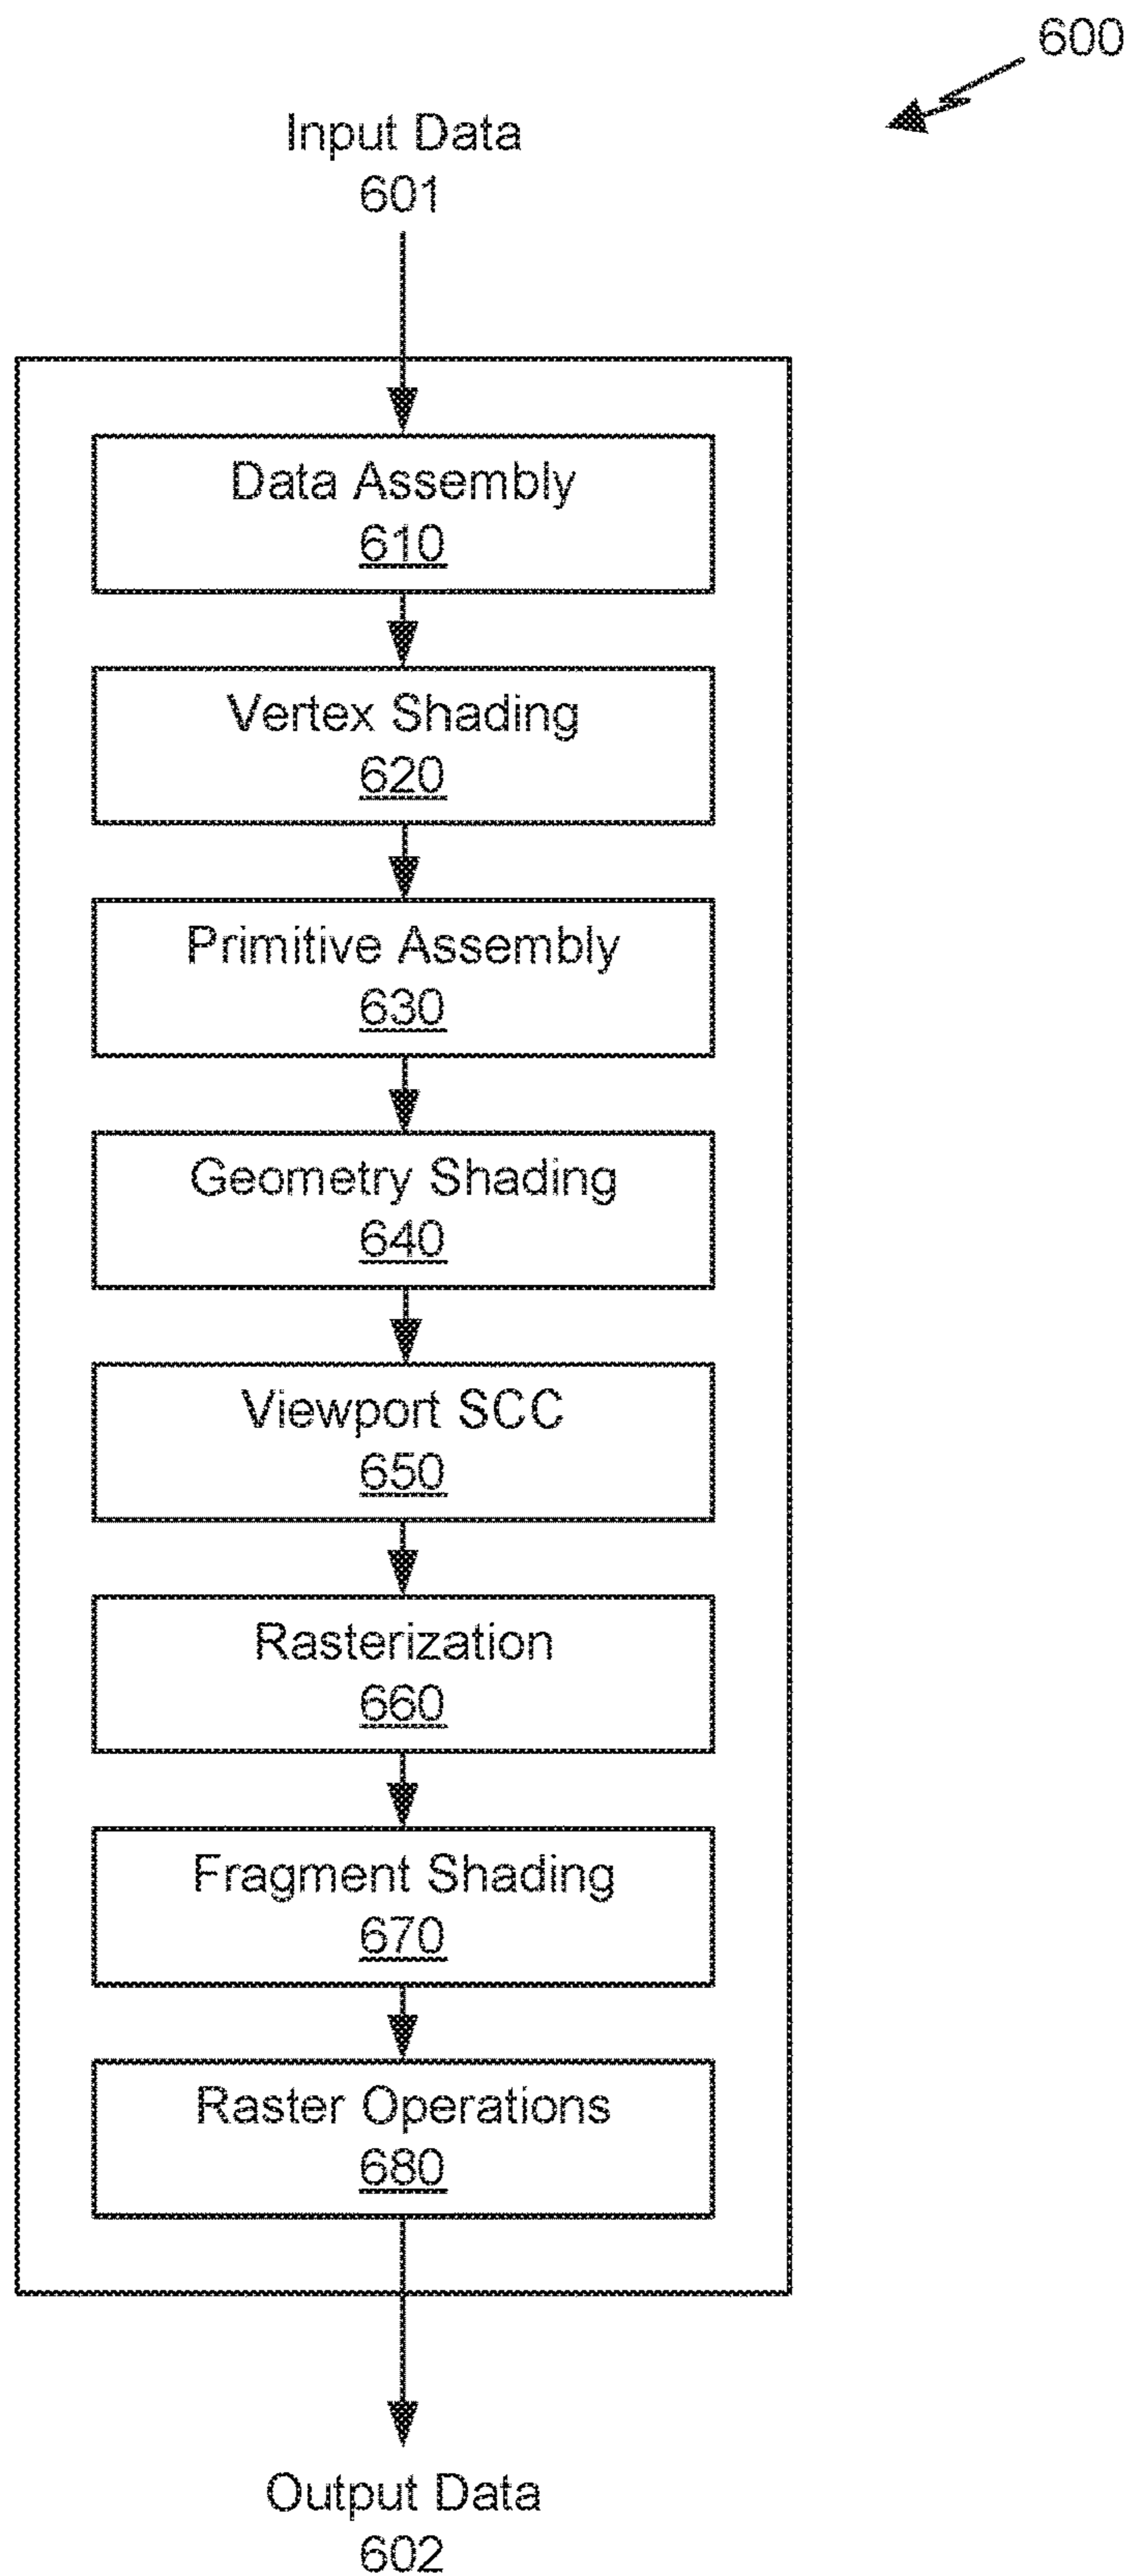 600
Input Data
601
Data Assembly
610
Vertex Shading
620
Primitive Assembly
630
Geometry Shading
640
Viewport SCC
650
Rasterization
660
Fragment Shading
670
Raster Operations
680
Output Data
602